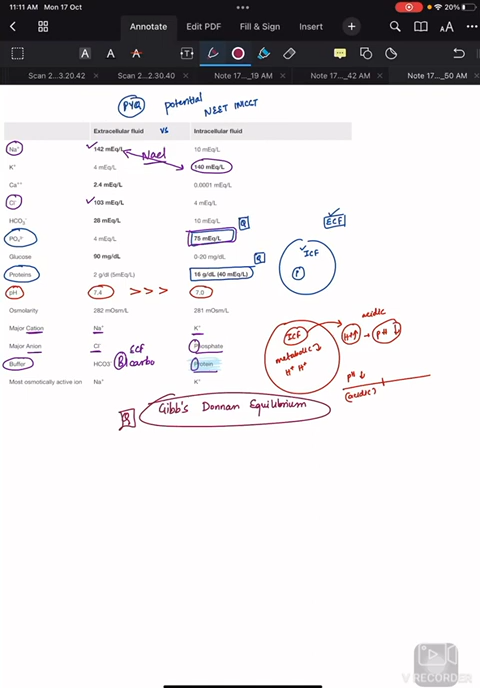 11:11 AM Mon 17 Oct
20%
Annotate Edit PDF Fill & Sign Insert
Scan 2...3.20.42 Scan 2...2.30.40 Note 17..._19 AM Note 17..._42 AM Note 17..._50 AM
PYQ potential
NEET INICET
Extracellular fluid VS Intracellular fluid
Na⁺ 142 mEq/L 10 mEq/L
Nacl
K⁺ 4 mEq/L 140 mEq/L
Ca⁺⁺ 2.4 mEq/L 0.0001 mEq/L
Cl⁻ 103 mEq/L 4 mEq/L
HCO₃⁻ 28 mEq/L 10 mEq/L Q
PO₄³⁻ 4 mEq/L 75 mEq/L
Glucose 90 mg/dL 0-20 mg/dL Q
Proteins 2 g/dl (5mEq/L) 16 g/dL (40 mEq/L)
pH 7.4 > > > 7.0
Osmolarity 282 mOsm/L 281 mOsm/L
Major Cation Na⁺ K⁺
Major Anion Cl⁻ Phosphate
ECF
Buffer HCO3⁻ Bicarbo Protein
Most osmotically active ion Na⁺ K⁺
ECF
ICF
P
ICF
metabolic
H⁺ H⁺
acidic
H⁺↑ → pH ↓
pH ↓
(acidic)
Q Gibb's Donnan Equilibrium
V RECORDER